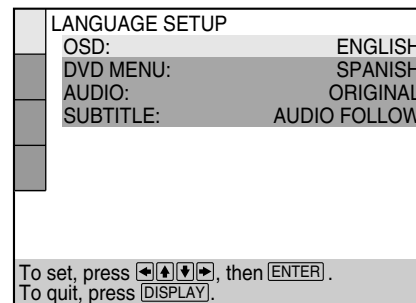 LANGUAGE SETUP
OSD: ENGLISH
DVD MENU: SPANISH
AUDIO: ORIGINAL
SUBTITLE: AUDIO FOLLOW
To set, press ←↑↓→, then ENTER.
To quit, press DISPLAY.